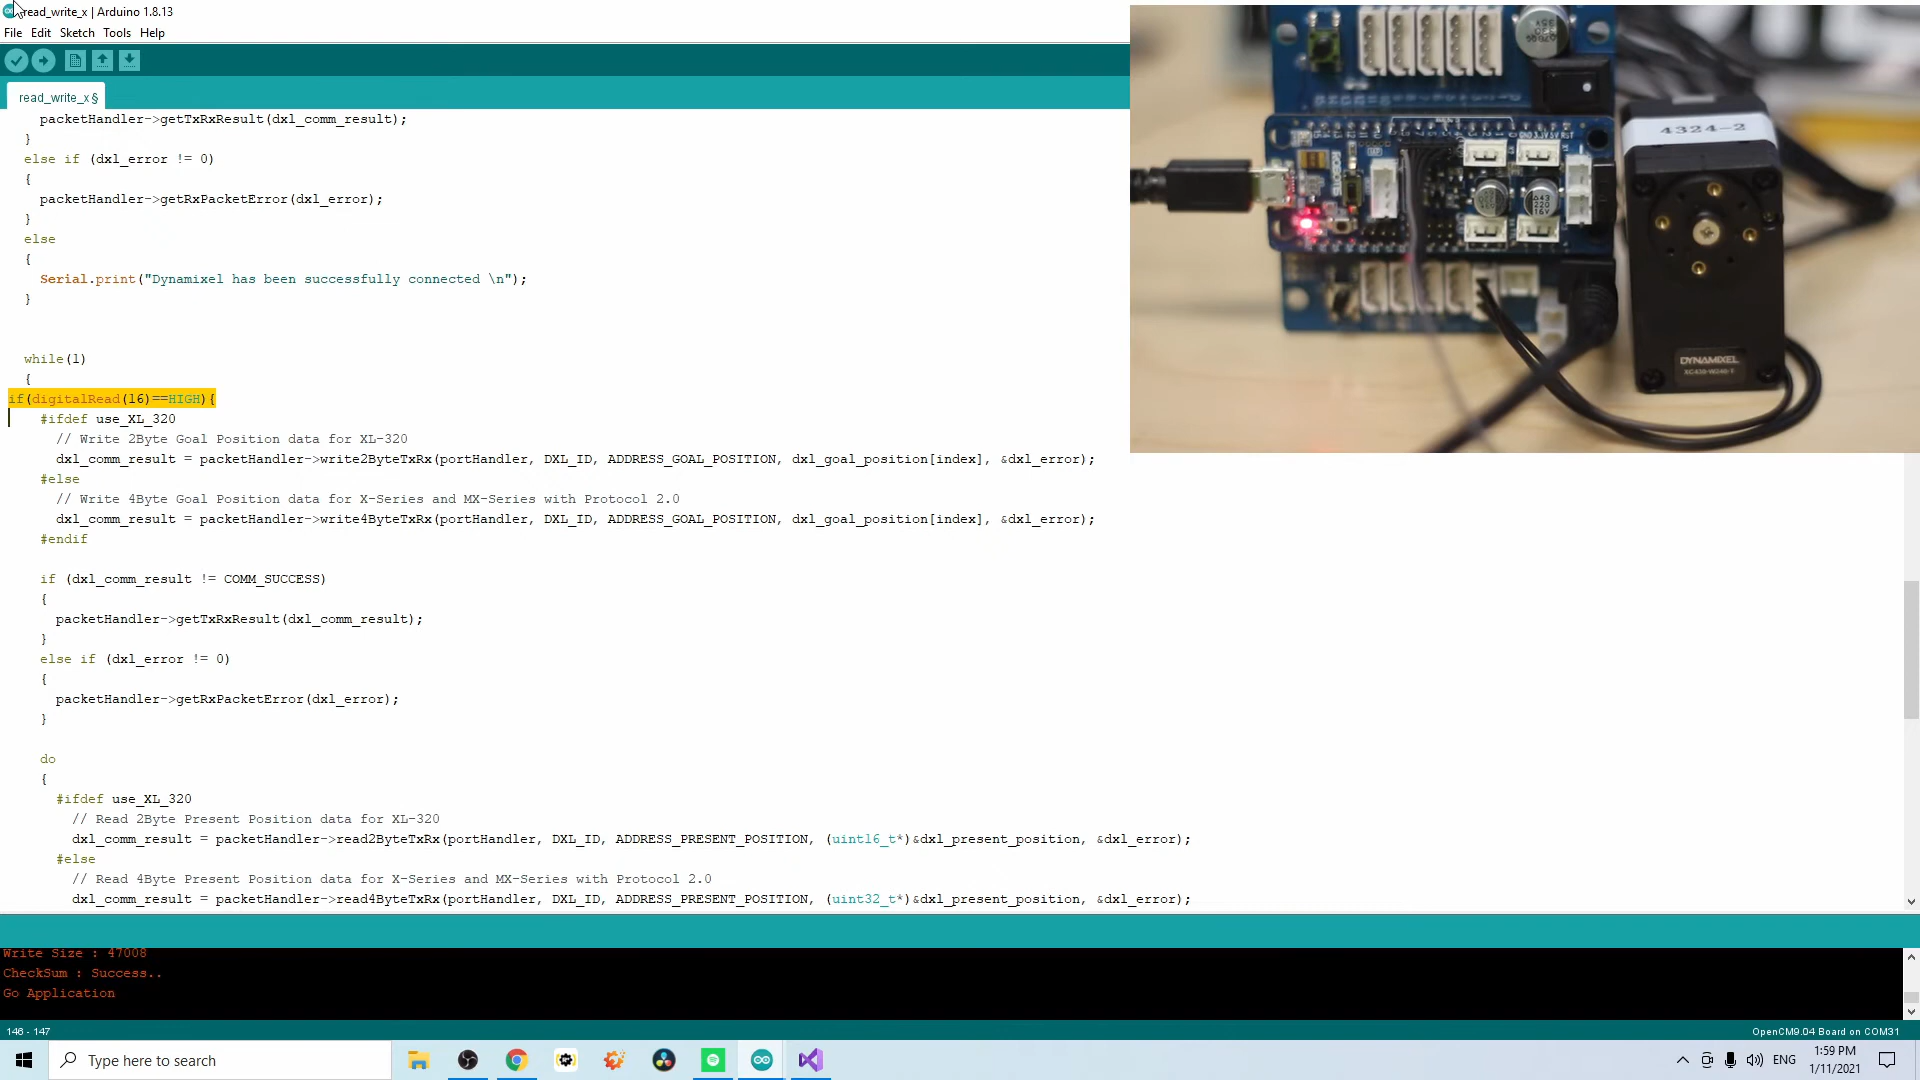 read_write_x | Arduino 1.8.13
File Edit Sketch Tools Help
read_write_x §
packetHandler->getTxRxResult(dxl_comm_result);
}
else if (dxl_error != 0)
{
packetHandler->getRxPacketError(dxl_error);
}
else
{
Serial.print("Dynamixel has been successfully connected \n");
}
while(1)
{
if(digitalRead(16)==HIGH){
#ifdef use_XL_320
// Write 2Byte Goal Position data for XL-320
dxl_comm_result = packetHandler->write2ByteTxRx(portHandler, DXL_ID, ADDRESS_GOAL_POSITION, dxl_goal_position[index], &dxl_error);
#else
// Write 4Byte Goal Position data for X-Series and MX-Series with Protocol 2.0
dxl_comm_result = packetHandler->write4ByteTxRx(portHandler, DXL_ID, ADDRESS_GOAL_POSITION, dxl_goal_position[index], &dxl_error);
#endif
if (dxl_comm_result != COMM_SUCCESS)
{
packetHandler->getTxRxResult(dxl_comm_result);
}
else if (dxl_error != 0)
{
packetHandler->getRxPacketError(dxl_error);
}
do
{
#ifdef use_XL_320
// Read 2Byte Present Position data for XL-320
dxl_comm_result = packetHandler->read2ByteTxRx(portHandler, DXL_ID, ADDRESS_PRESENT_POSITION, (uint16_t*)&dxl_present_position, &dxl_error);
#else
// Read 4Byte Present Position data for X-Series and MX-Series with Protocol 2.0
dxl_comm_result = packetHandler->read4ByteTxRx(portHandler, DXL_ID, ADDRESS_PRESENT_POSITION, (uint32_t*)&dxl_present_position, &dxl_error);
4324-2
DYNAMIXEL
Write Size : 47008
CheckSum : Success..
Go Application
146 - 147
OpenCM9.04 Board on COM31
Type here to search
ENG
1:59 PM
1/11/2021